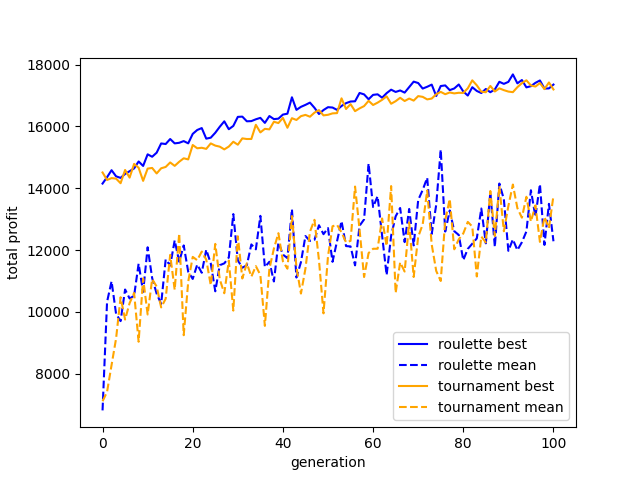 18000
16000
14000
12000
10000
8000
total profit
0
20
40
60
80
100
generation
roulette best
roulette mean
tournament best
tournament mean